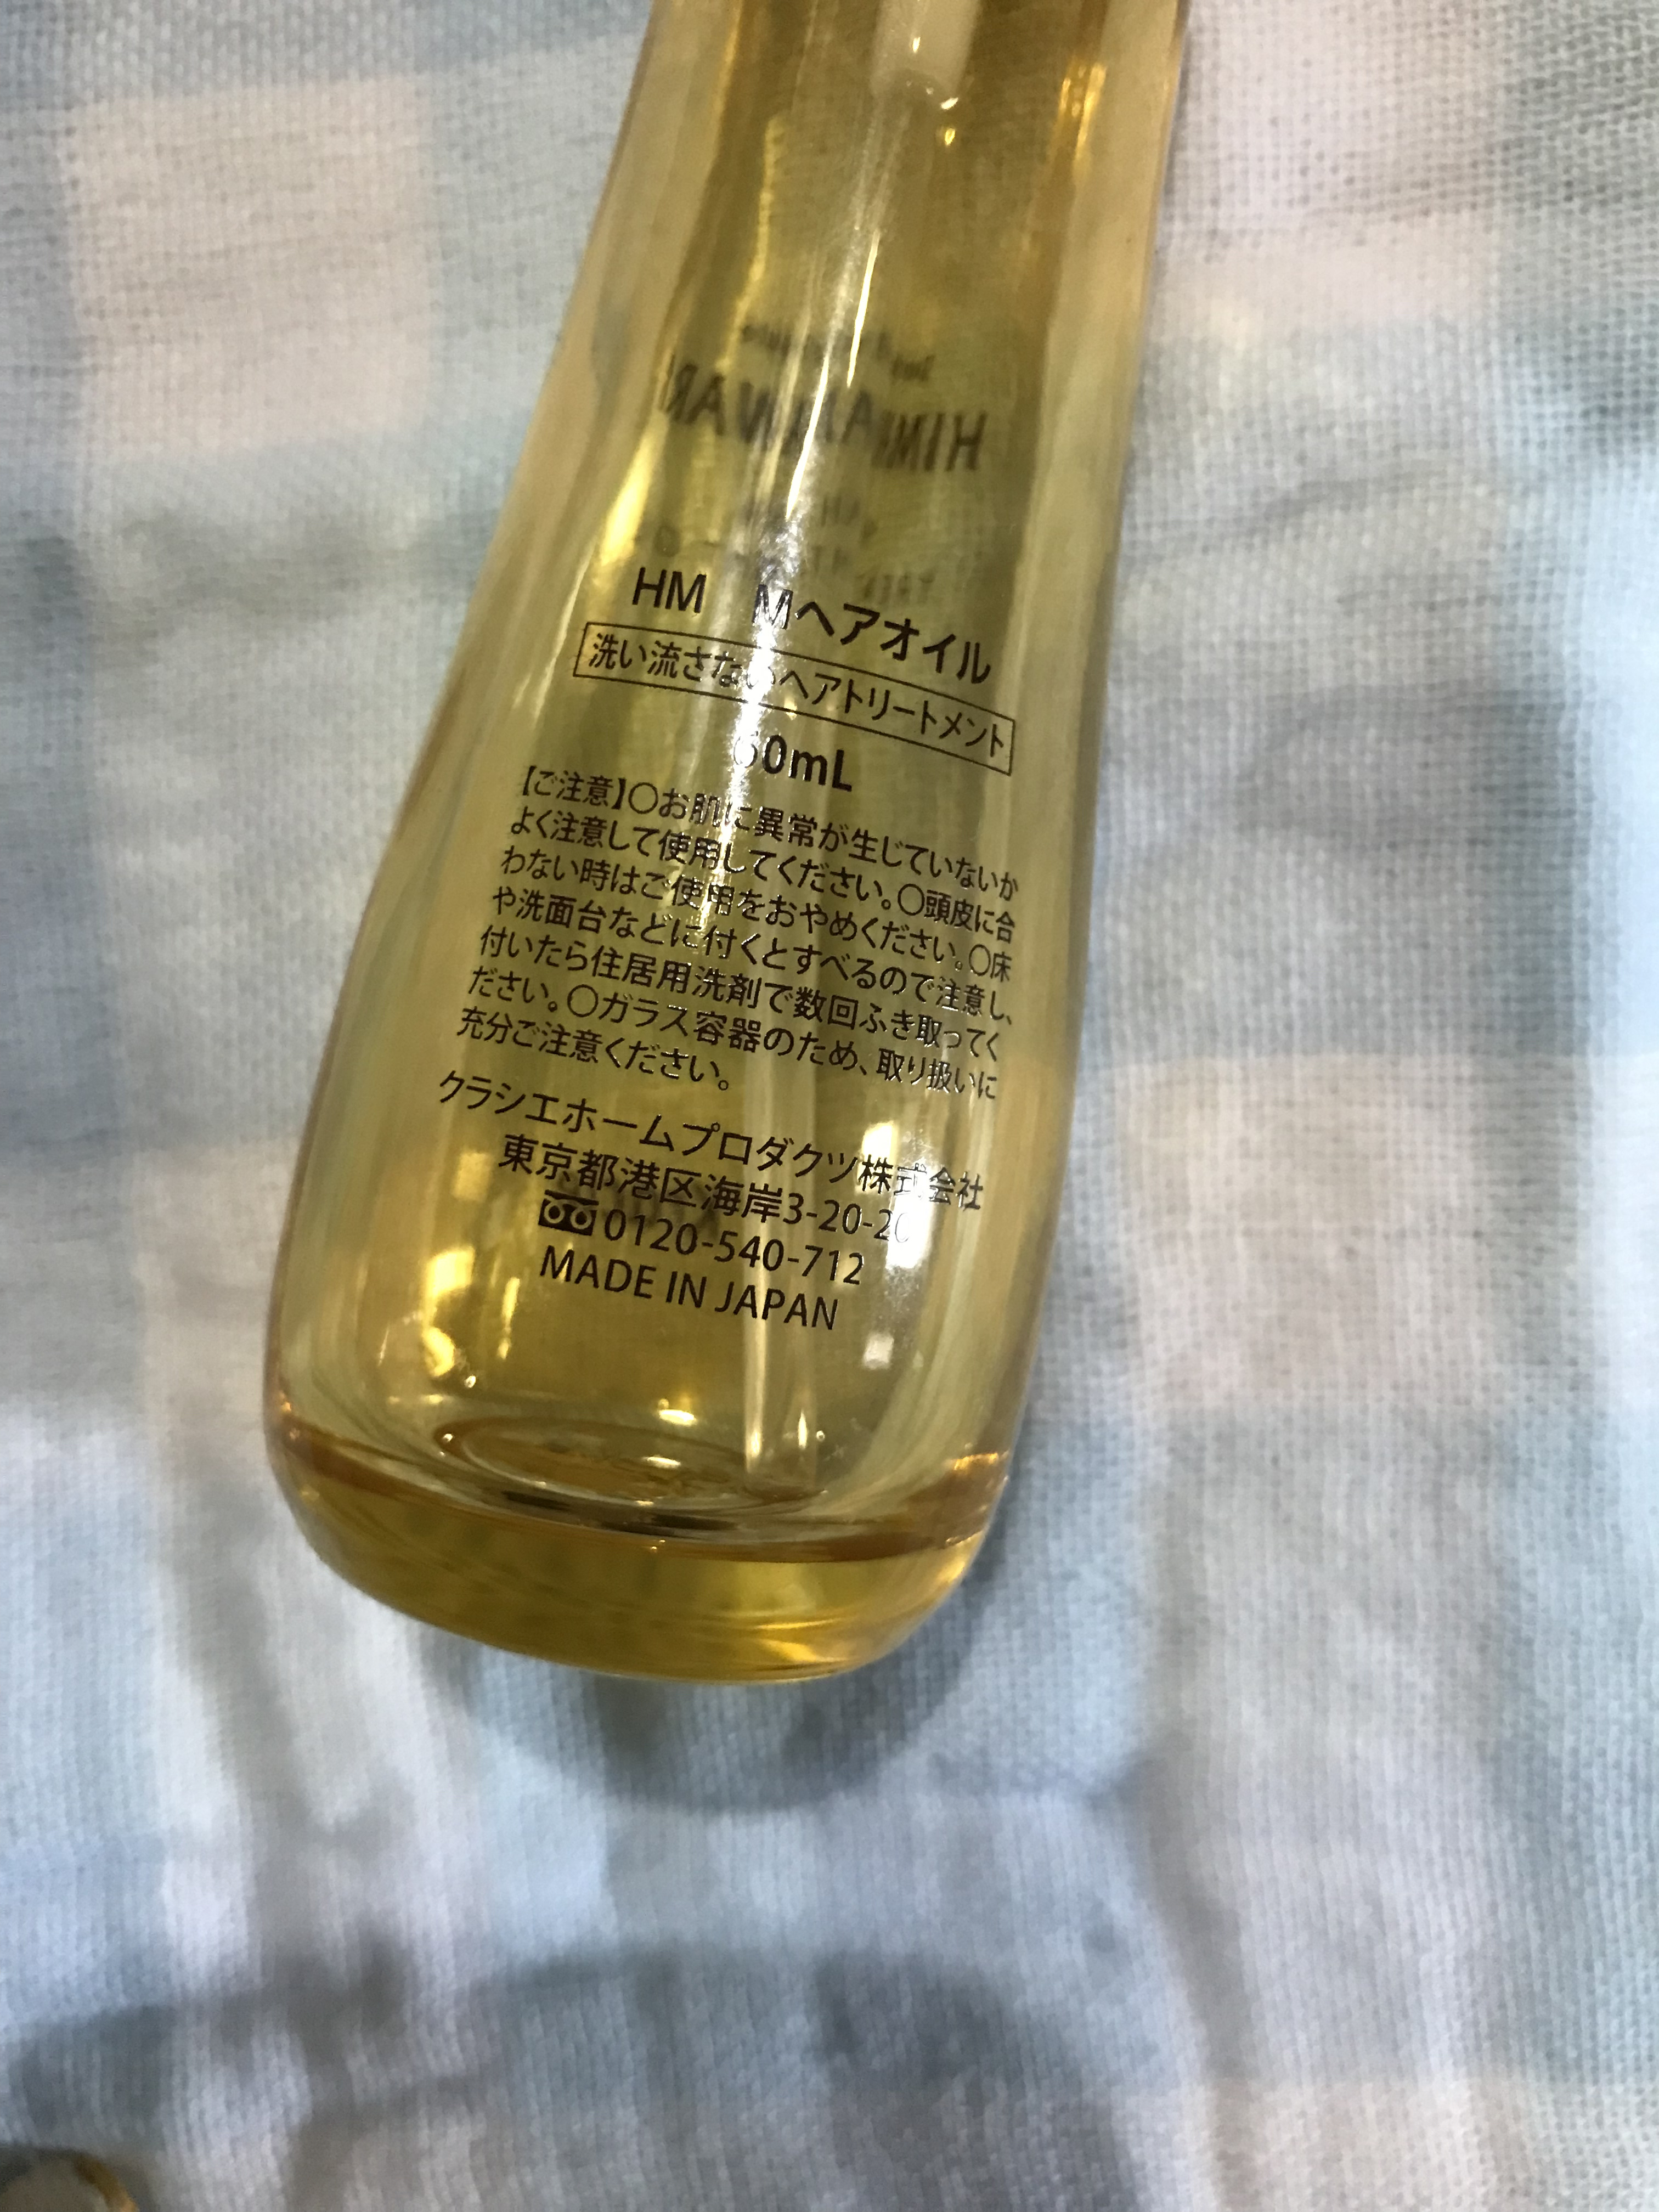 HIMAWARI
HM Mヘアオイル
洗い流さないヘアトリートメント
60mL
【ご注意】〇お肌に異常が生じていないか
よく注意して使用してください。〇頭皮に合
わない時はご使用をおやめください。〇床
や洗面台などに付くとすべるので注意し、
付いたら住居用洗剤で数回ふき取ってく
ださい。〇ガラス容器のため、取り扱いに
充分ご注意ください。
クラシエホームプロダクツ株式会社
東京都港区海岸3-20-20
0120-540-712
MADE IN JAPAN